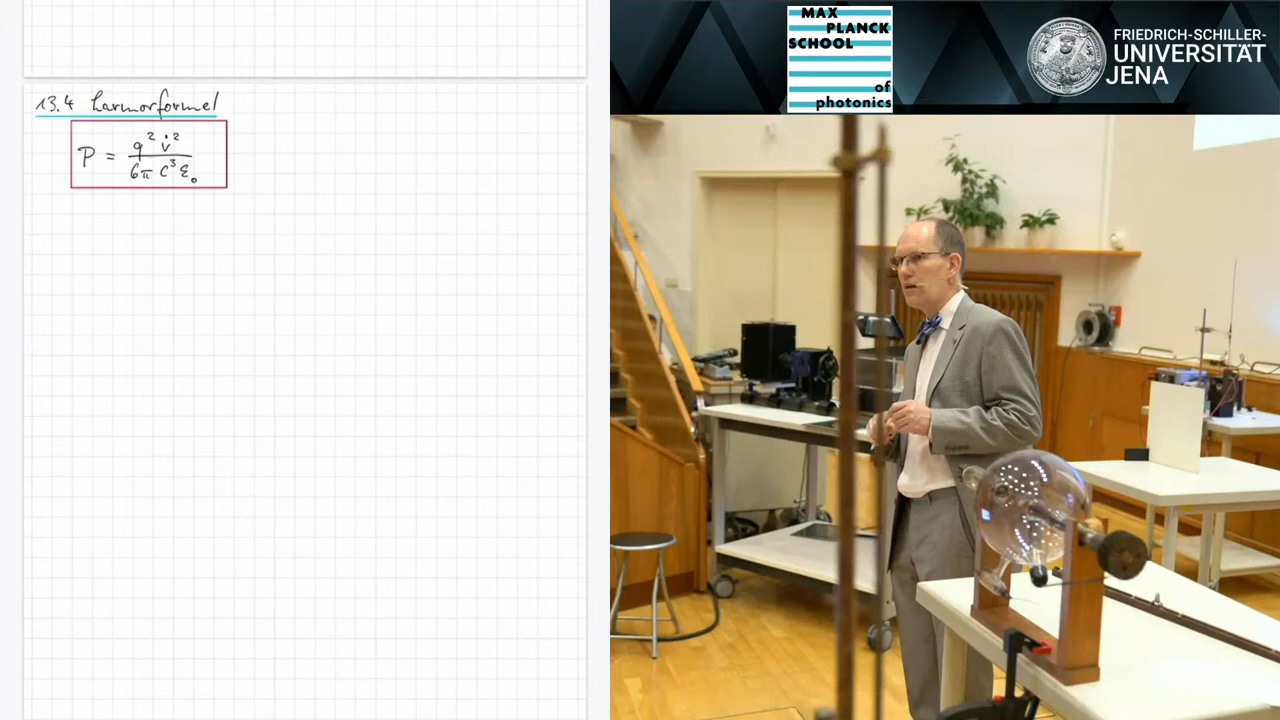 13.4 Larmorformel
P = q² v̇² / 6π c³ ε₀
MAX
PLANCK
SCHOOL
of
photonics
FRIEDRICH-SCHILLER-
UNIVERSITÄT
JENA